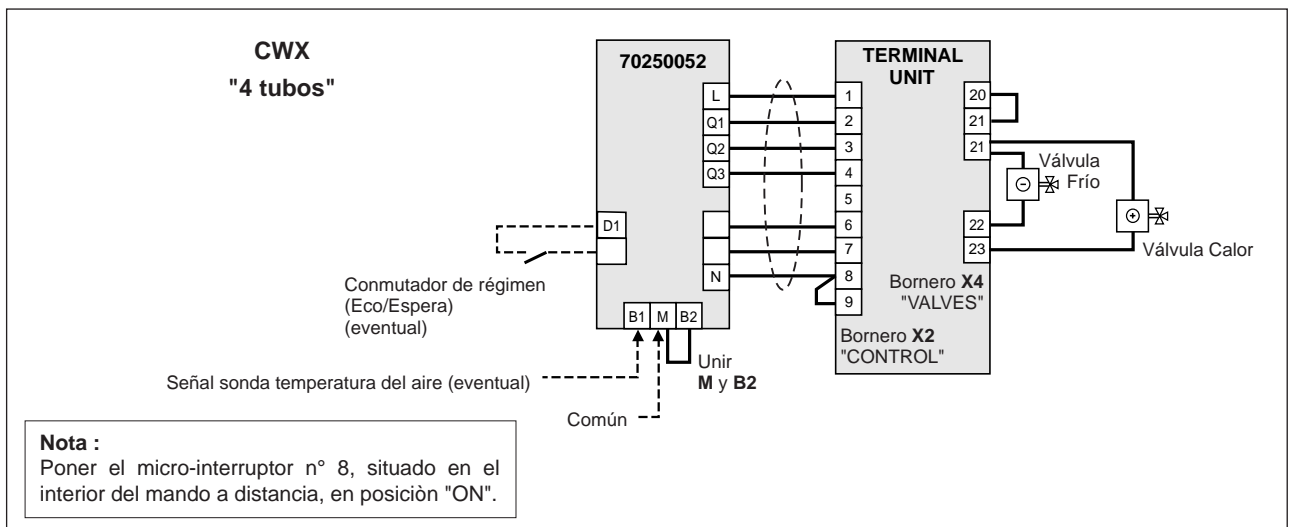 CWX
"4 tubos"
70250052
L
Q1
Q2
Q3
D1
N
B1 M B2
TERMINAL
UNIT
1
2
3
4
5
6
7
8
9
20
21
21
22
23
Válvula
Frío
Válvula Calor
Bornero X4
"VALVES"
Bornero X2
"CONTROL"
Conmutador de régimen
(Eco/Espera)
(eventual)
Unir
M y B2
Señal sonda temperatura del aire (eventual)
Común
Nota :
Poner el micro-interruptor n° 8, situado en el
interior del mando a distancia, en posiciòn "ON".